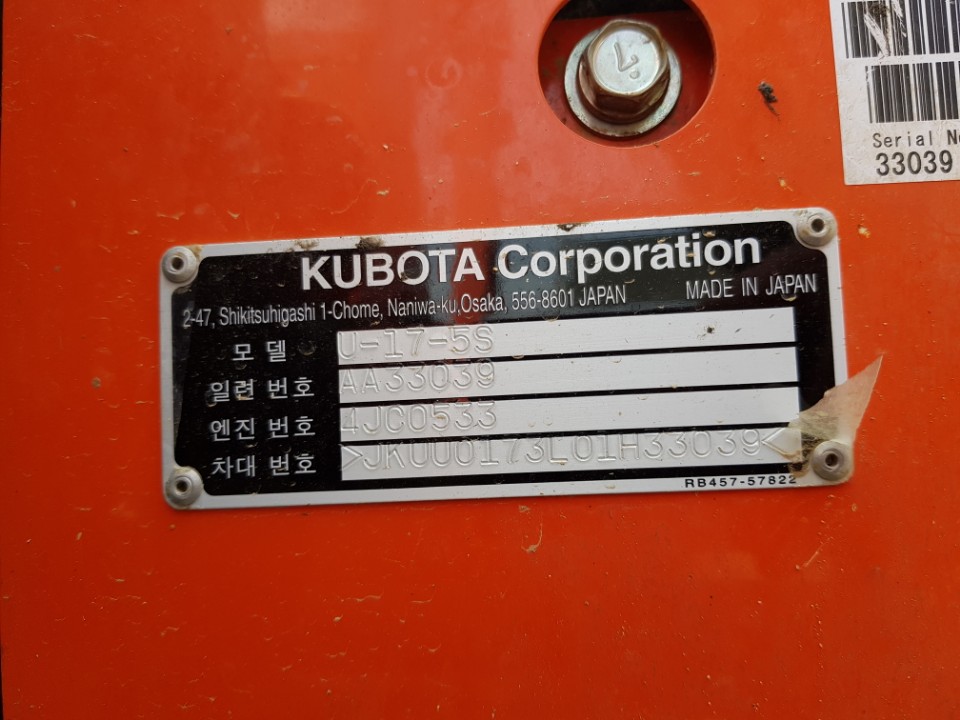 Serial No
33039
KUBOTA Corporation
2-47, Shikitsuhigashi 1-Chome, Naniwa-ku,Osaka, 556-8601 JAPAN MADE IN JAPAN
모델 U-17-5S
일련 번호 AA33039
엔진 번호 4JC0533
차대 번호 >JKUU0173L01H33039<
RB457-57822